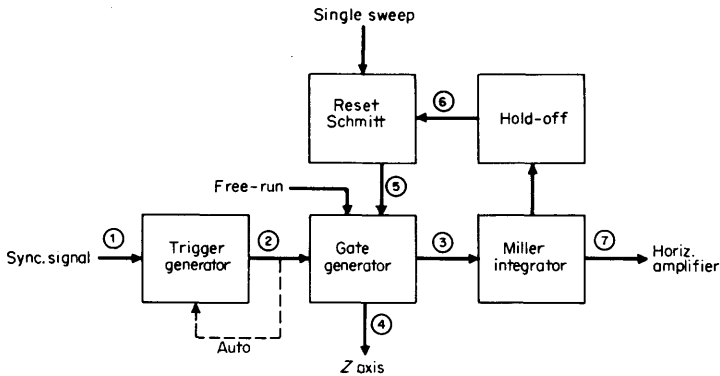 Single sweep
Reset
Schmitt
6
Hold-off
Free-run
5
Sync. signal
1
Trigger
generator
2
Gate
generator
3
Miller
integrator
7
Horiz.
amplifier
Auto
4
Z axis